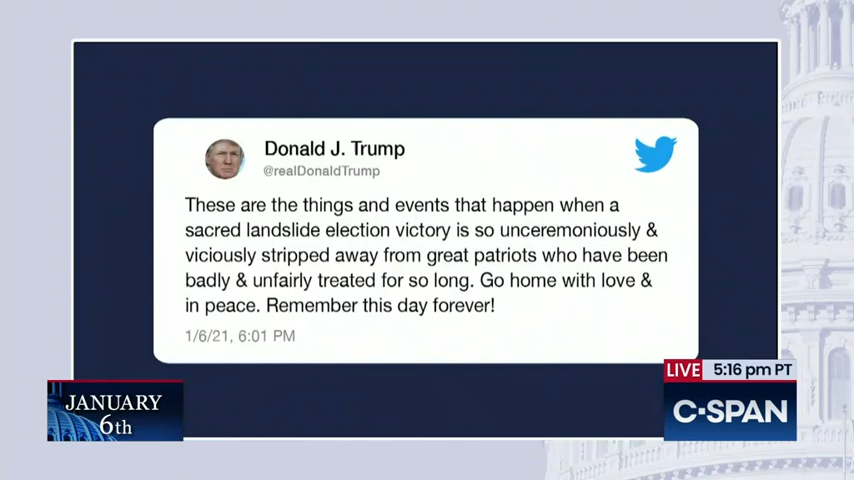 Donald J. Trump
@realDonaldTrump
These are the things and events that happen when a
sacred landslide election victory is so unceremoniously &
viciously stripped away from great patriots who have been
badly & unfairly treated for so long. Go home with love &
in peace. Remember this day forever!
1/6/21, 6:01 PM
JANUARY
6th
LIVE 5:16 pm PT
C-SPAN